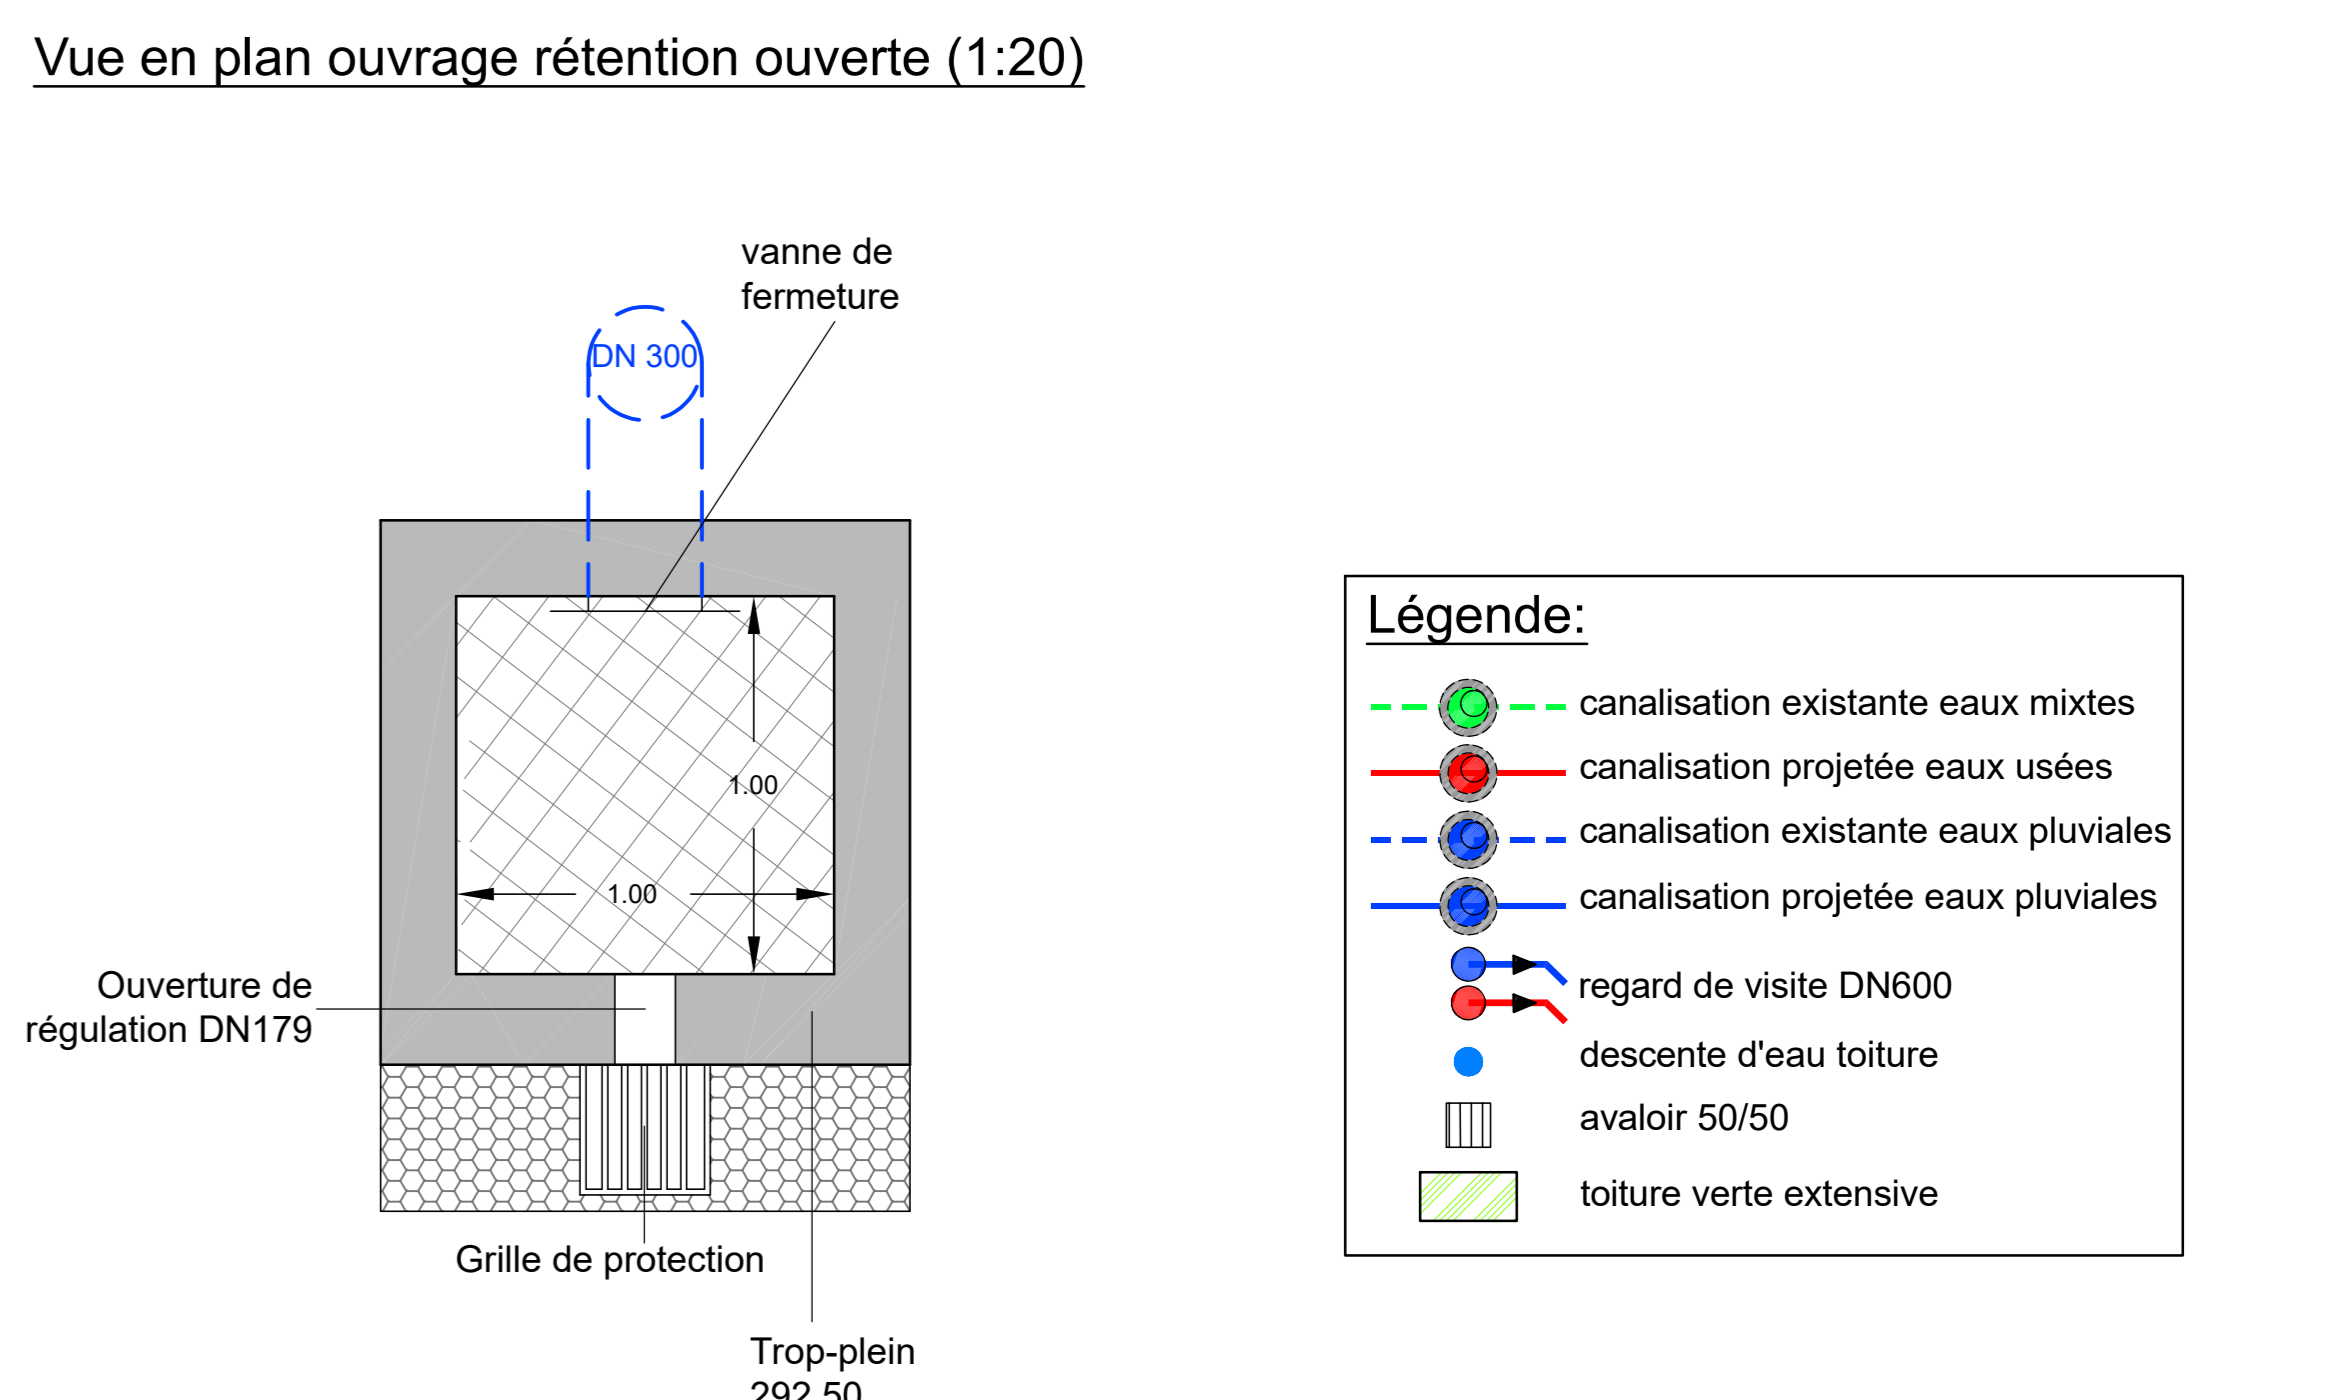 Vue en plan ouvrage rétention ouverte (1:20)
vanne de
fermeture
DN 300
1.00
1.00
Ouverture de
régulation DN179
Grille de protection
Trop-plein
292.50
Légende:
canalisation existante eaux mixtes
canalisation projetée eaux usées
canalisation existante eaux pluviales
canalisation projetée eaux pluviales
regard de visite DN600
descente d'eau toiture
avaloir 50/50
toiture verte extensive